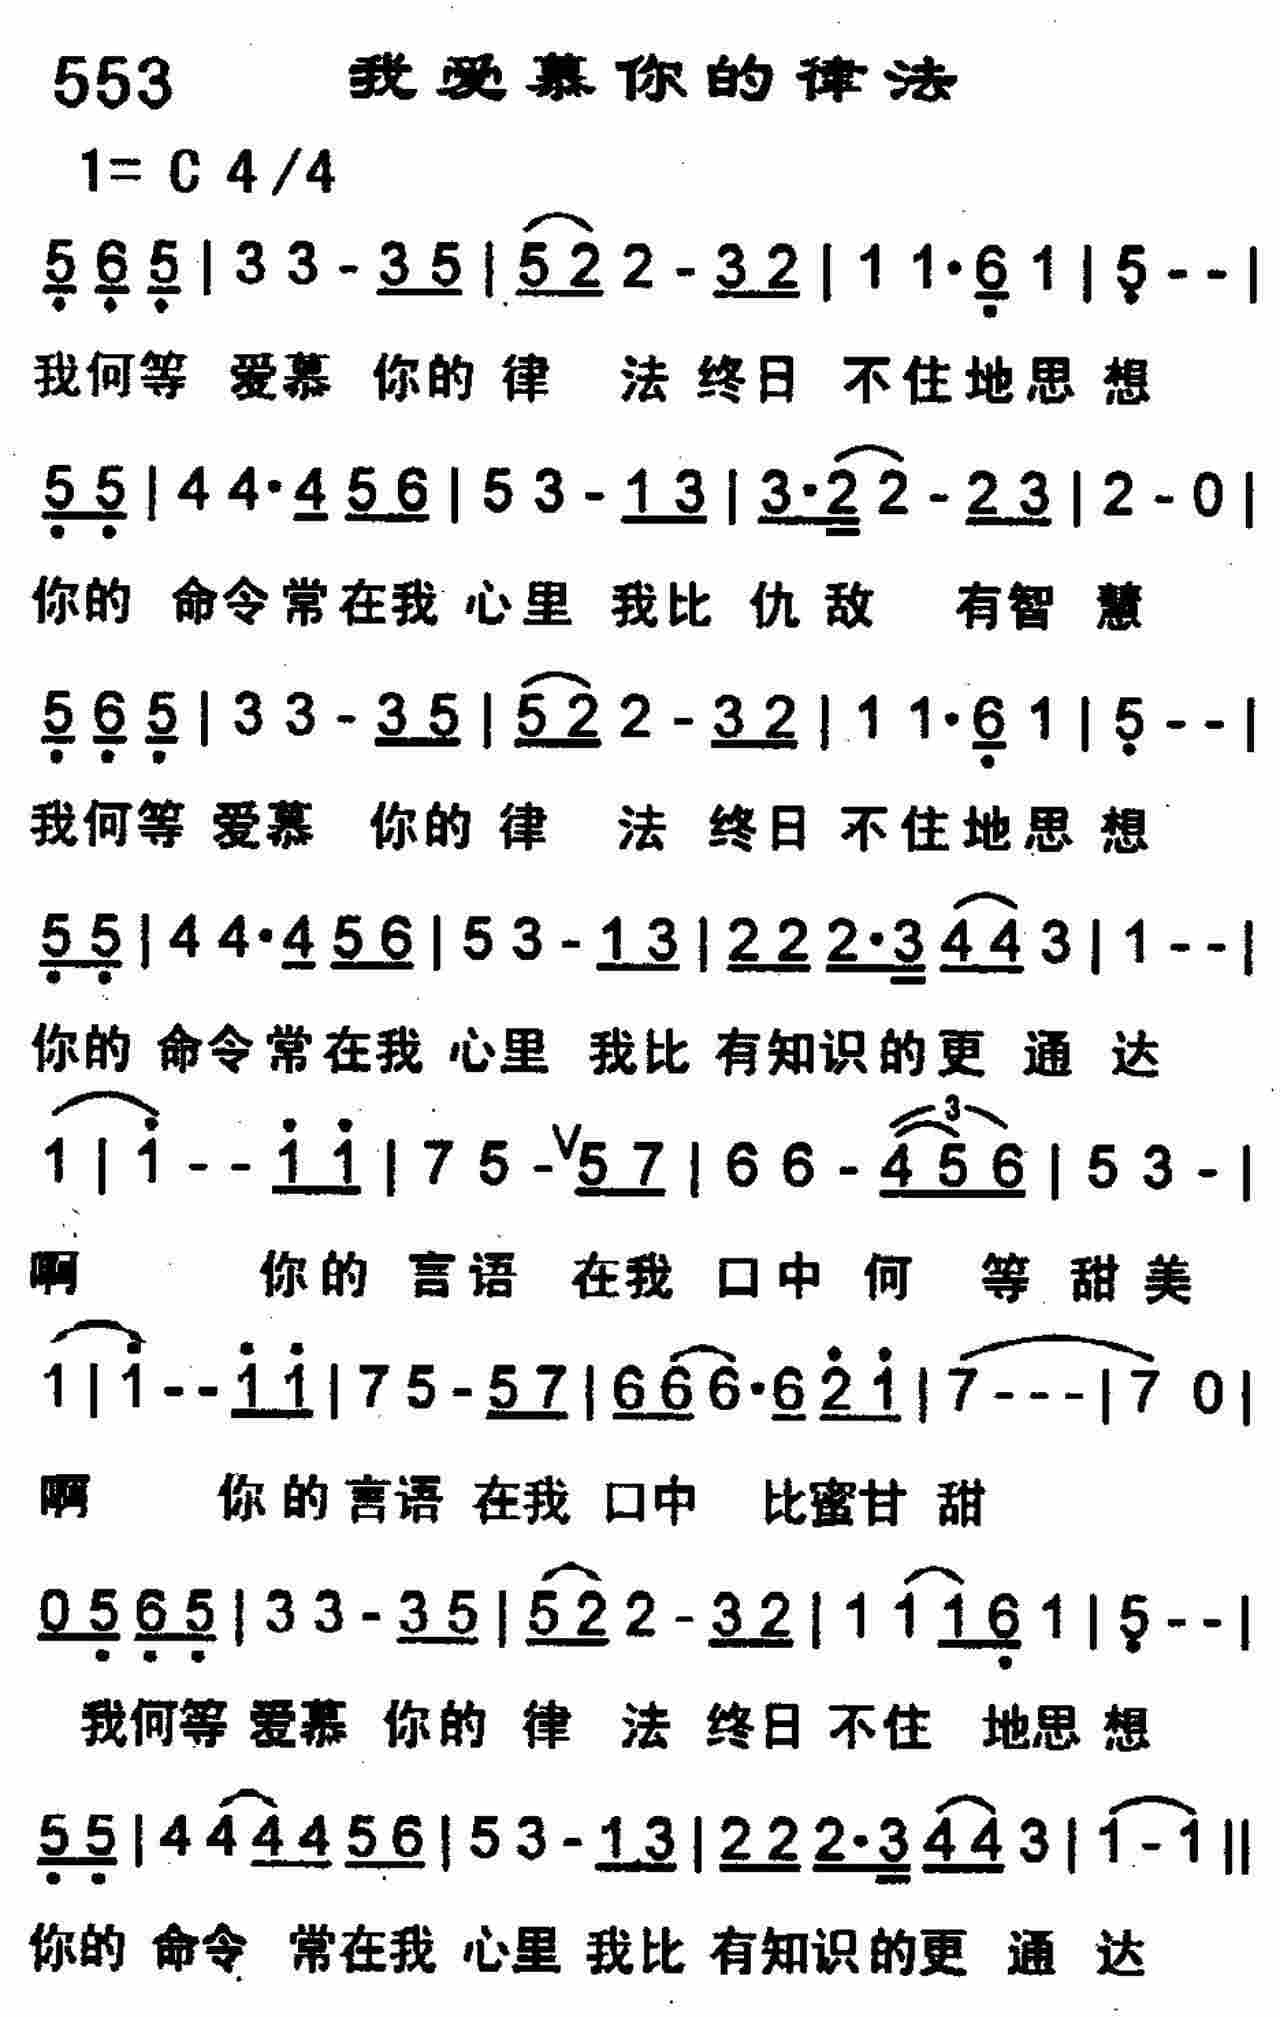 553 我爱慕你的律法
1= C 4/4
5 6 5 | 3 3 - 3 5 | 5 2 2 - 3 2 | 1 1· 6 1 | 5 - - |
我何等 爱慕 你的 律 法 终日 不住地思 想
5 5 | 4 4· 4 5 6 | 5 3 - 1 3 | 3· 2 2 - 2 3 | 2 - 0 |
你的 命令常在我 心里 我比 仇 敌 有智 慧
5 6 5 | 3 3 - 3 5 | 5 2 2 - 3 2 | 1 1· 6 1 | 5 - - |
我何等 爱慕 你的 律 法 终日 不住地思 想
5 5 | 4 4· 4 5 6 | 5 3 - 1 3 | 2 2 2· 3 4 4 3 | 1 - - |
你的 命令常在我 心里 我比 有知识的更 通 达
1 | 1 - - 1 1 | 7 5 - V 5 7 | 6 6 - 3 4 5 6 | 5 3 - |
啊 你的 言语 在我 口中 何 等 甜美
1 | 1 - - 1 1 | 7 5 - 5 7 | 6 6 6· 6 2 1 | 7 - - - | 7 0 |
啊 你的言语 在我 口中 比蜜甘 甜
0 5 6 5 | 3 3 - 3 5 | 5 2 2 - 3 2 | 1 1 1 6 1 | 5 - - |
我何等 爱慕 你的 律 法 终日 不住 地思 想
5 5 | 4 4 4 4 5 6 | 5 3 - 1 3 | 2 2 2· 3 4 4 3 | 1 - 1 ||
你的 命令 常在我 心里 我比 有知识的更 通 达